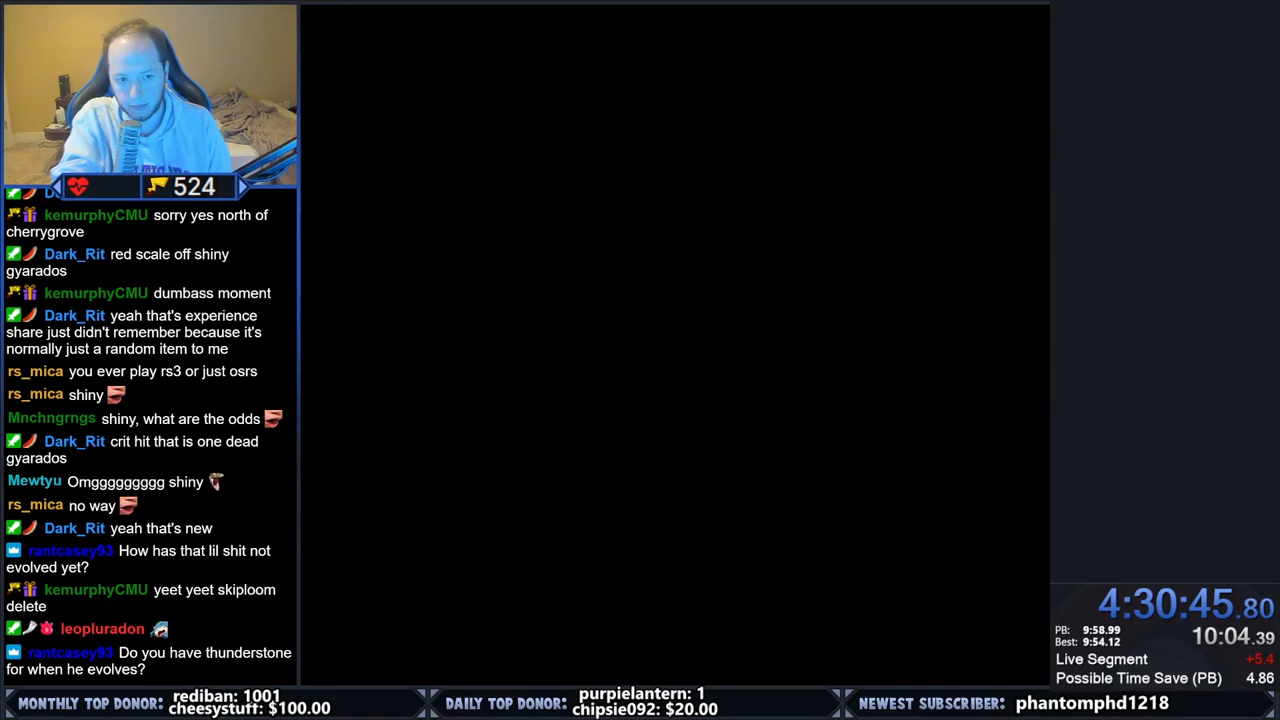 524
kemurphyCMU sorry yes north of
cherrygrove
Dark_Rit red scale off shiny
gyarados
kemurphyCMU dumbass moment
Dark_Rit yeah that's experience
share just didn't remember because it's
normally just a random item to me
rs_mica you ever play rs3 or just osrs
rs_mica shiny
Mnchngrngs shiny, what are the odds
Dark_Rit crit hit that is one dead
gyarados
Mewtyu Omggggggggg shiny
rs_mica no way
Dark_Rit yeah that's new
rantcasey93 How has that lil shit not
evolved yet?
kemurphyCMU yeet yeet skiploom
delete
leopluradon
rantcasey93 Do you have thunderstone
for when he evolves?
4:30:45.80
PB: 9:58.99
Best: 9:54.12
10:04.39
Live Segment +5.4
Possible Time Save (PB) 4.86
MONTHLY TOP DONOR: rediban: 1001
cheesystuff: $100.00
DAILY TOP DONOR: purpielantern: 1
chipsie092: $20.00
NEWEST SUBSCRIBER: phantomphd1218